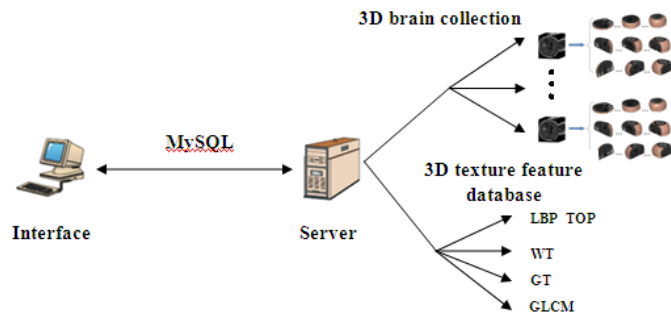 3D brain collection
MySQL
3D texture feature
database
Interface
Server
LBP TOP
WT
GT
GLCM